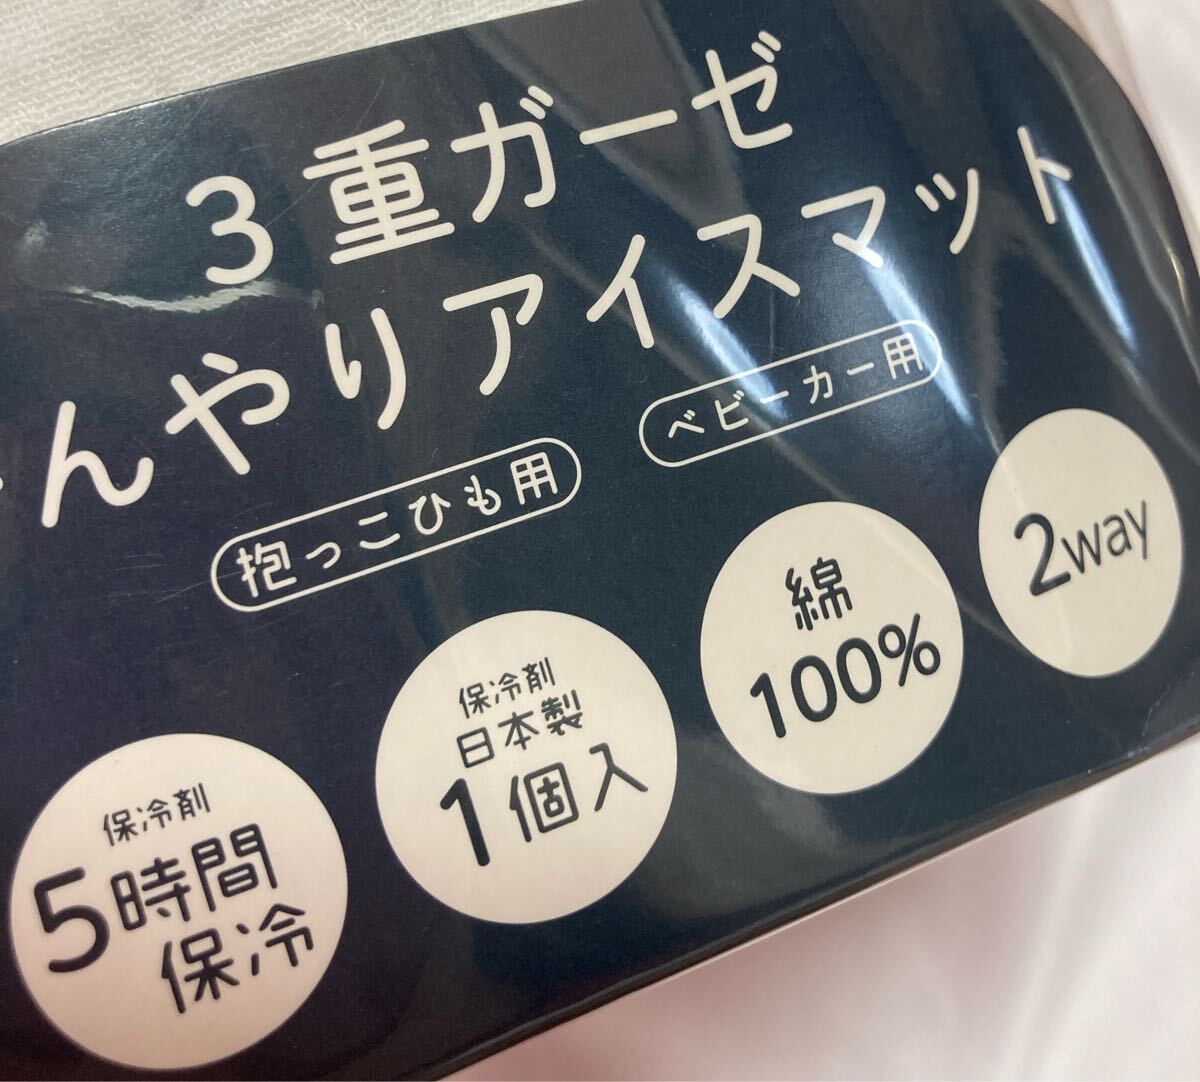 ３重ガーゼ
んやりアイスマット
抱っこひも用
ベビーカー用
2way
綿
100%
保冷剤
日本製
1個入
保冷剤
5時間
保冷